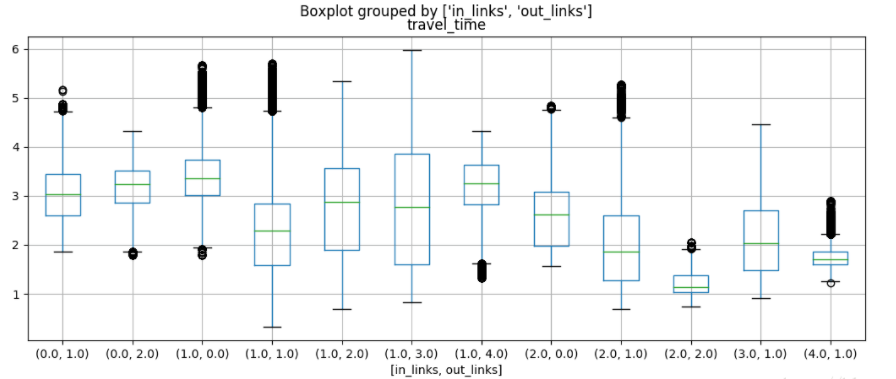 Boxplot grouped by ['in_links', 'out_links']
travel_time
6
5
4
3
2
1
(0.0, 1.0) (0.0, 2.0) (1.0, 0.0) (1.0, 1.0) (1.0, 2.0) (1.0, 3.0) (1.0, 4.0) (2.0, 0.0) (2.0, 1.0) (2.0, 2.0) (3.0, 1.0) (4.0, 1.0)
[in_links, out_links]